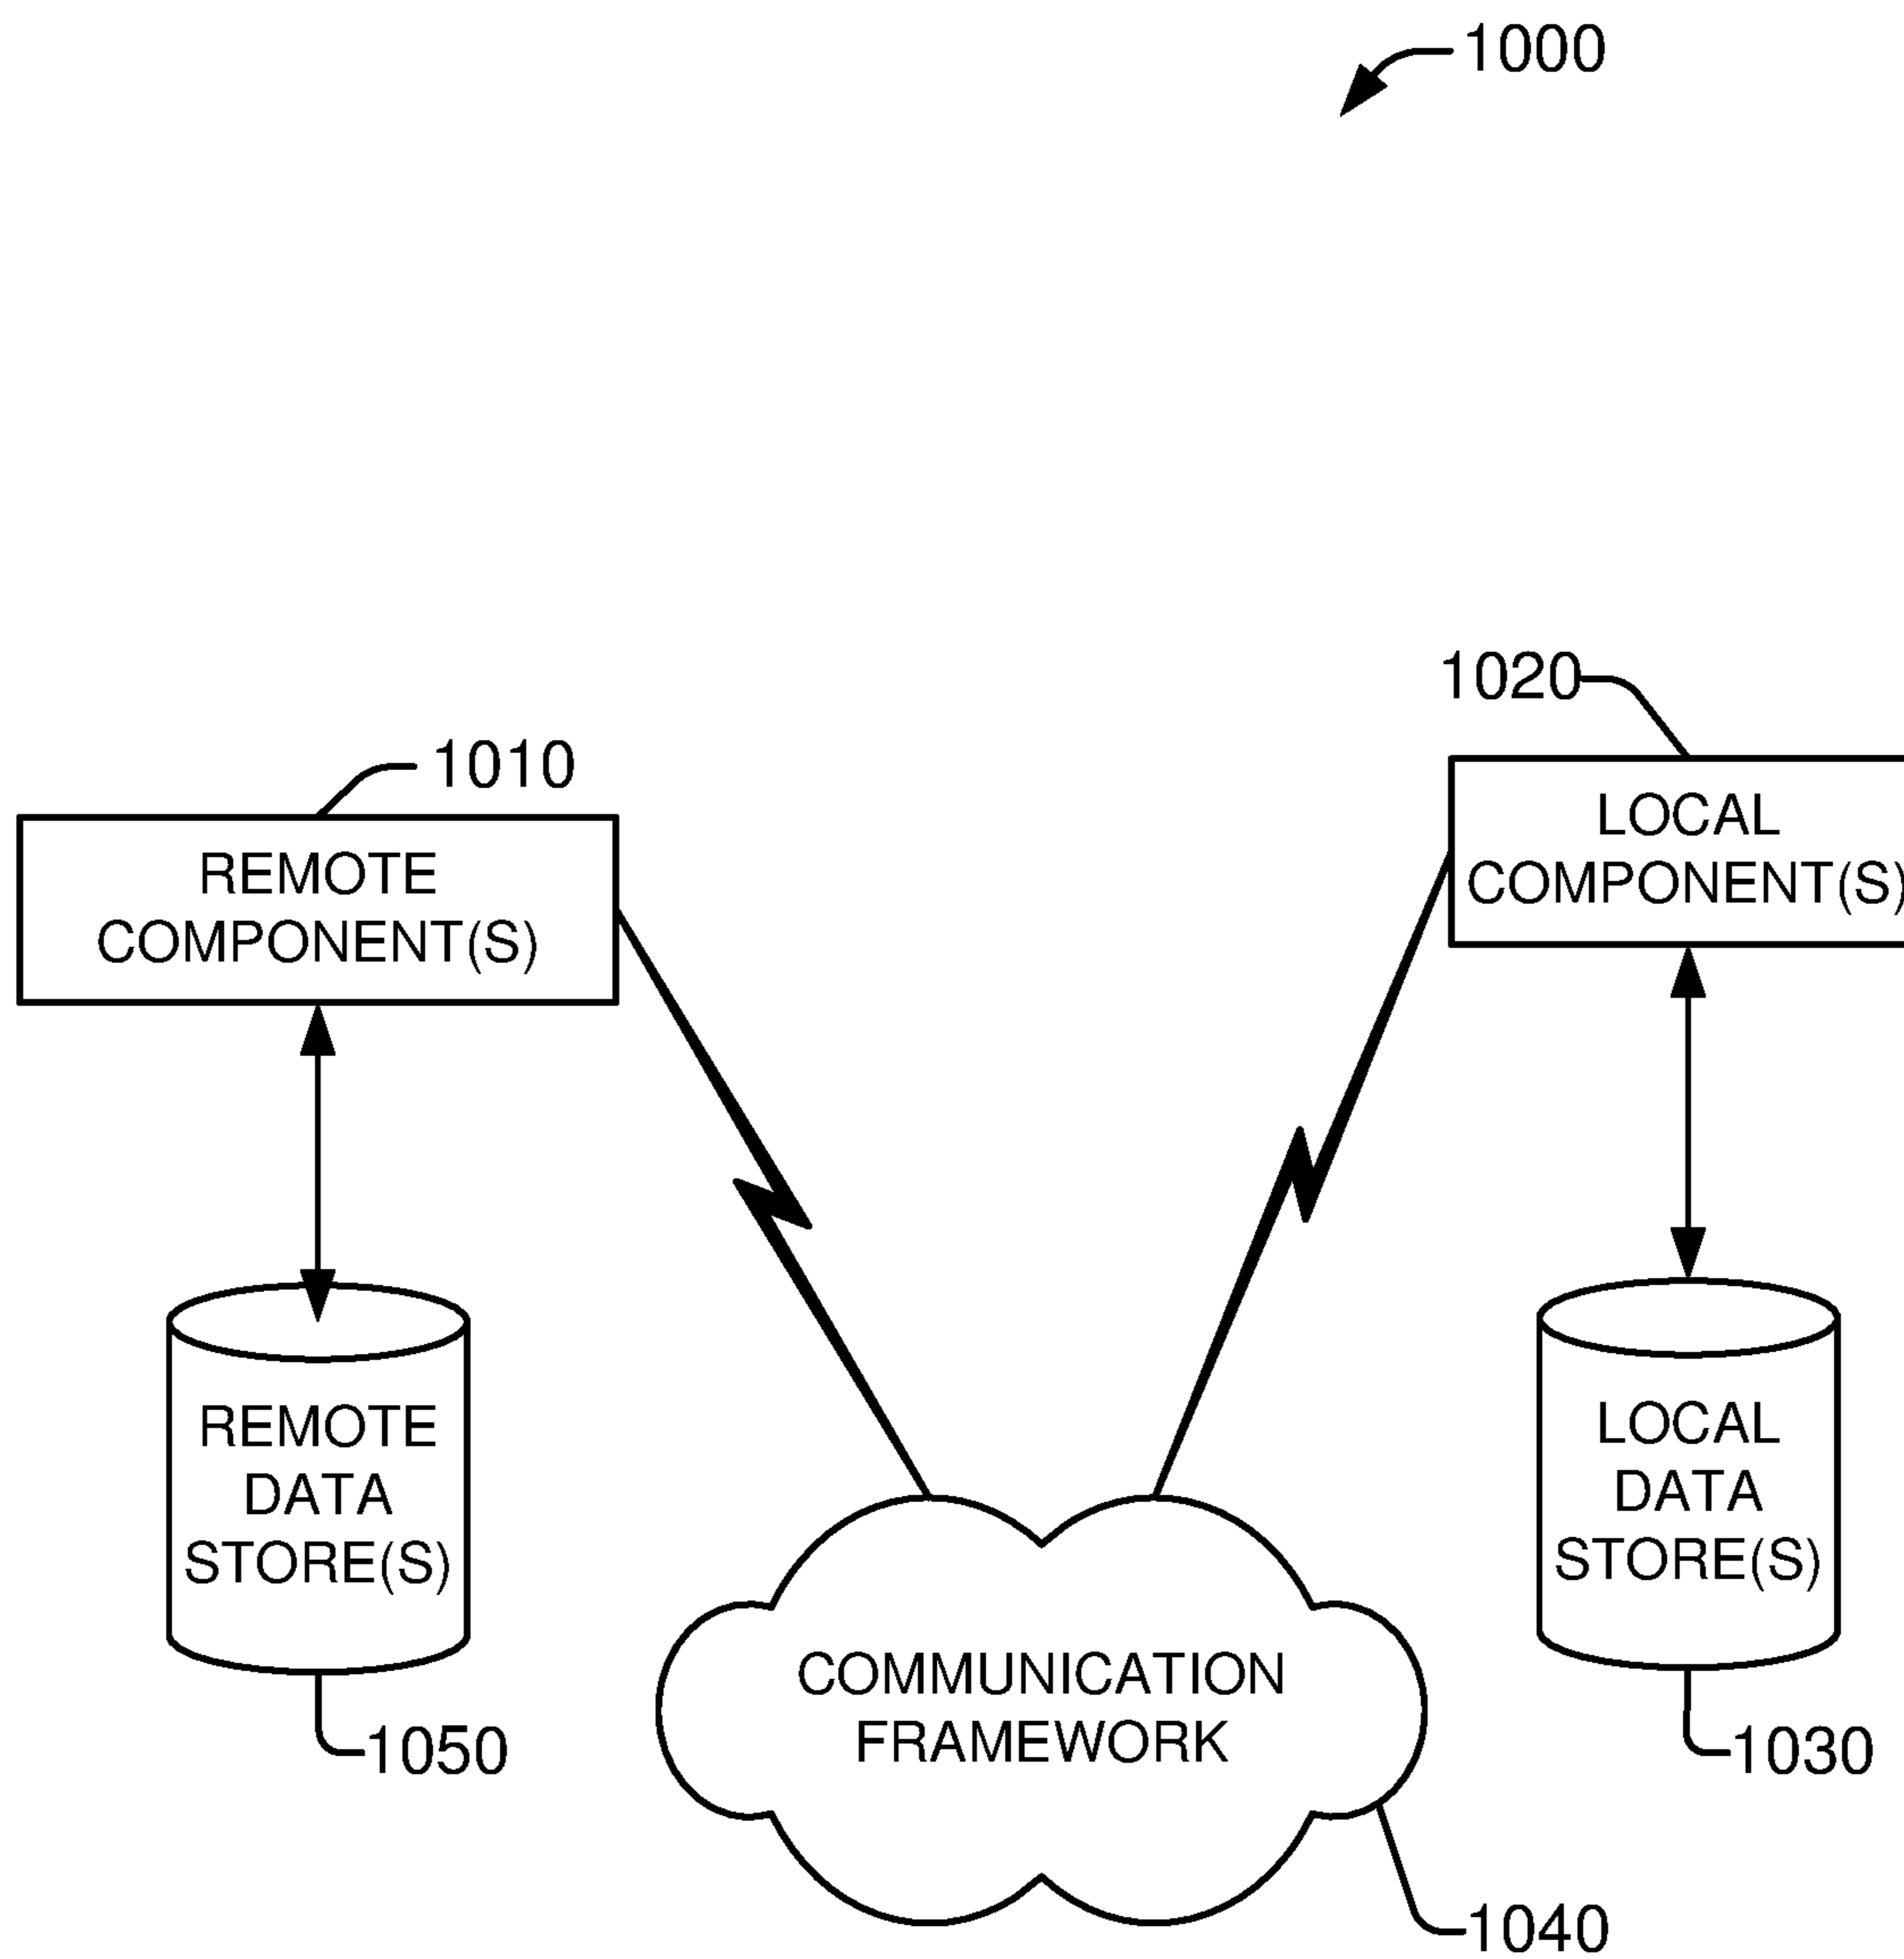 1000
1020
1010
LOCAL
COMPONENT(S)
REMOTE
COMPONENT(S)
REMOTE
DATA
STORE(S)
LOCAL
DATA
STORE(S)
COMMUNICATION
FRAMEWORK
1050
1030
1040